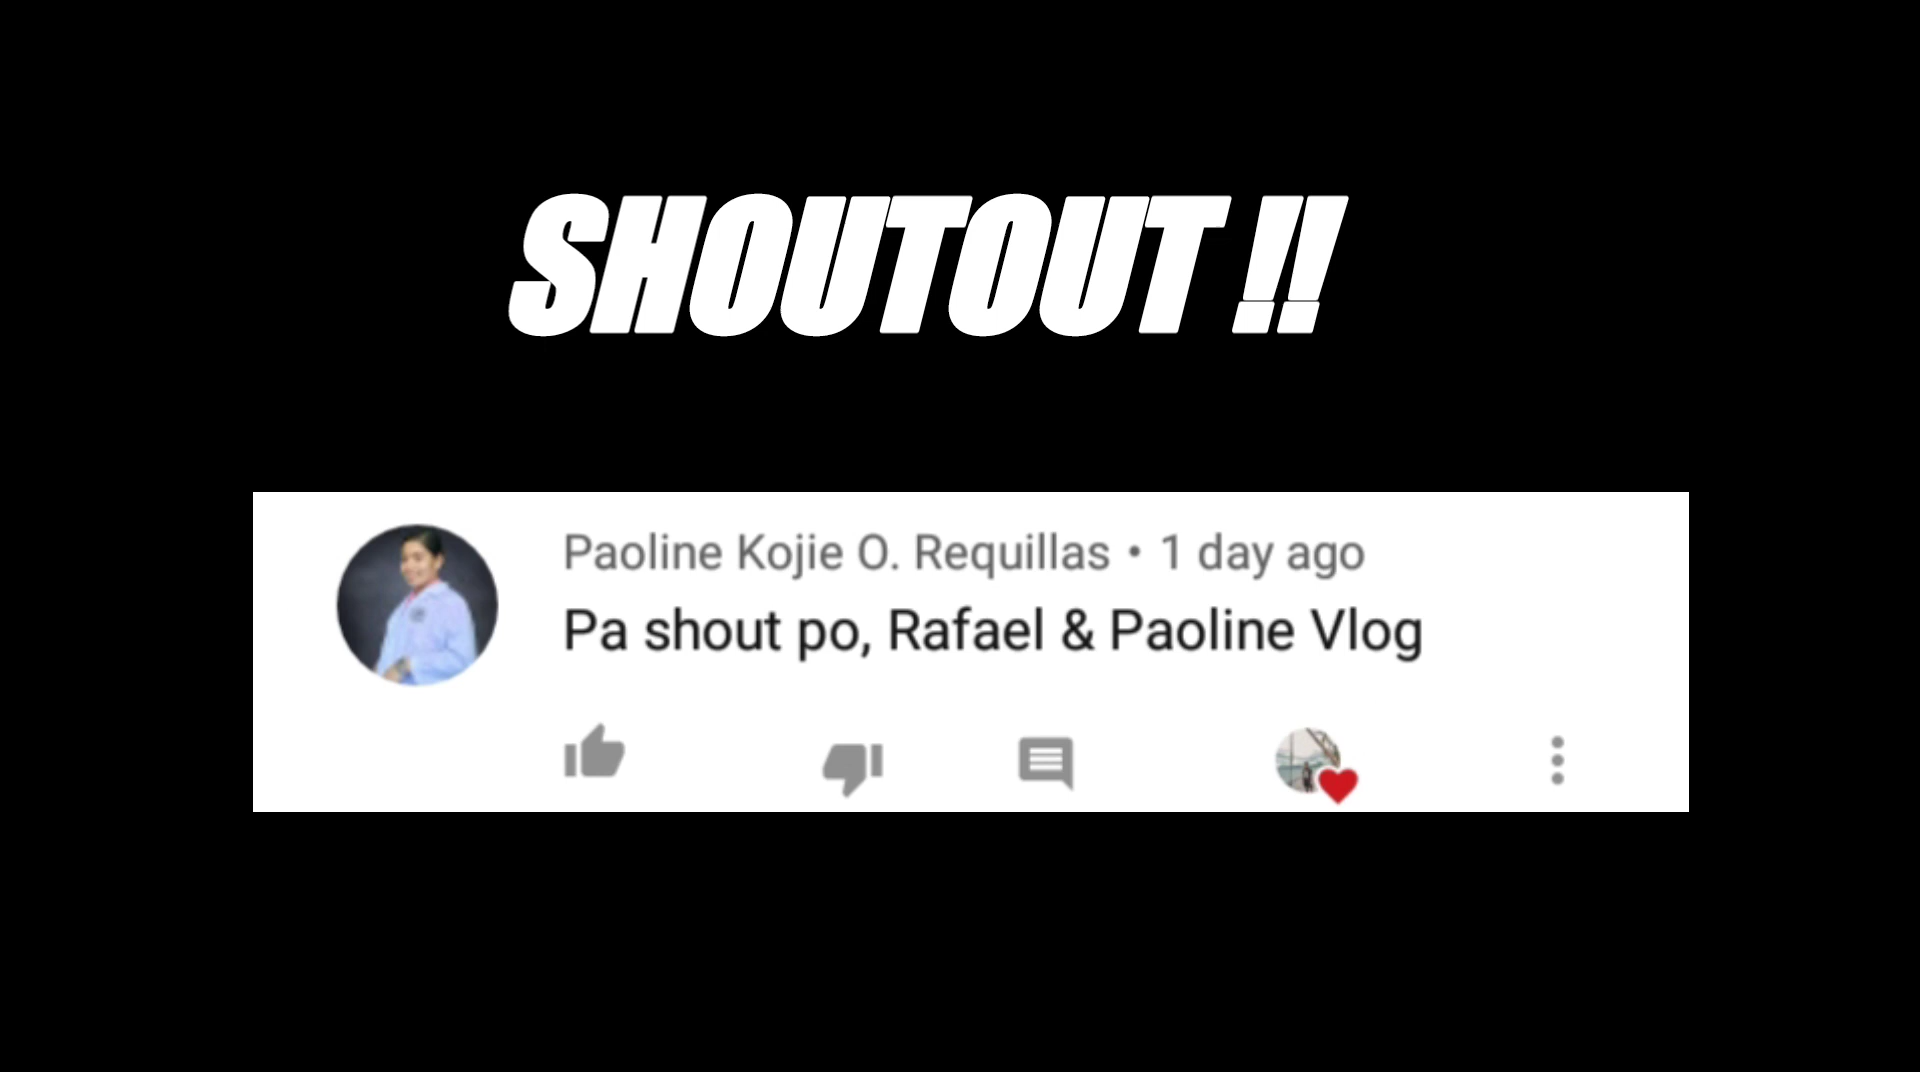 SHOUTOUT !!
Paoline Kojie O. Requillas • 1 day ago
Pa shout po, Rafael & Paoline Vlog